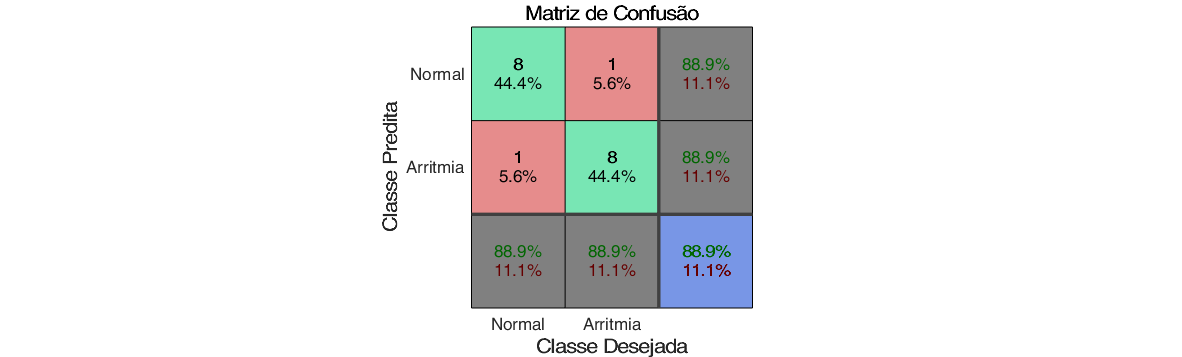 Matriz de Confusão
Classe Predita
Normal
8
44.4%
1
5.6%
88.9%
11.1%
Arritmia
1
5.6%
8
44.4%
88.9%
11.1%
88.9%
11.1%
88.9%
11.1%
88.9%
11.1%
Normal
Arritmia
Classe Desejada